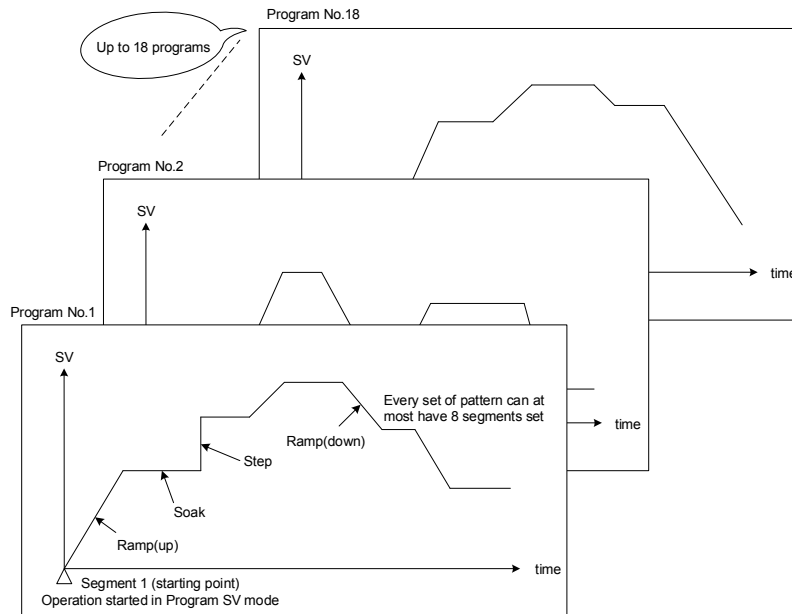 Program No.18
Up to 18 programs
SV
time
Program No.2
SV
time
Program No.1
SV
Every set of pattern can at
most have 8 segments set
Ramp(down)
Step
Soak
Ramp(up)
time
Segment 1 (starting point)
Operation started in Program SV mode